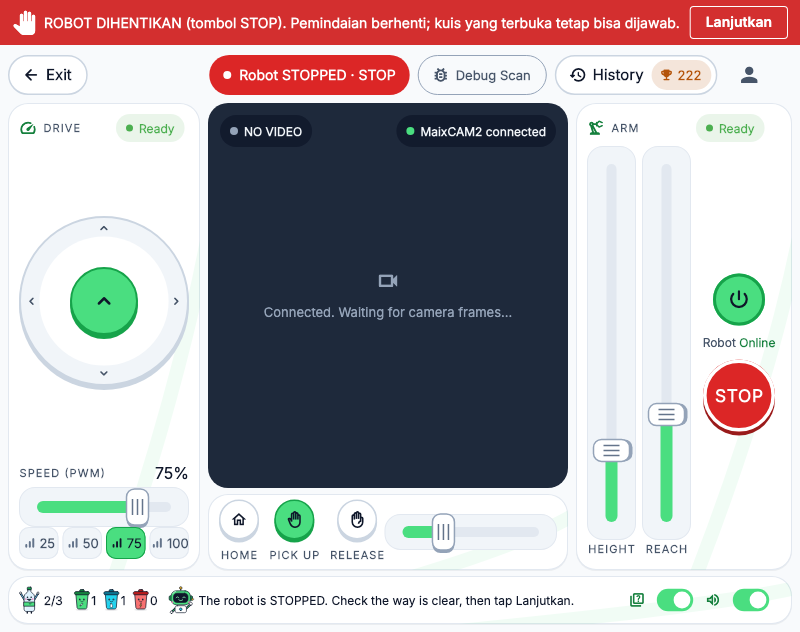 ROBOT DIHENTIKAN (tombol STOP). Pemindaian berhenti; kuis yang terbuka tetap bisa dijawab.
Lanjutkan
Exit
Robot STOPPED · STOP
Debug Scan
History
222
DRIVE
Ready
NO VIDEO
MaixCAM2 connected
Connected. Waiting for camera frames...
ARM
Ready
Robot Online
STOP
HEIGHT
REACH
SPEED (PWM)
75%
25
50
75
100
HOME
PICK UP
RELEASE
2/3
1
1
0
The robot is STOPPED. Check the way is clear, then tap Lanjutkan.